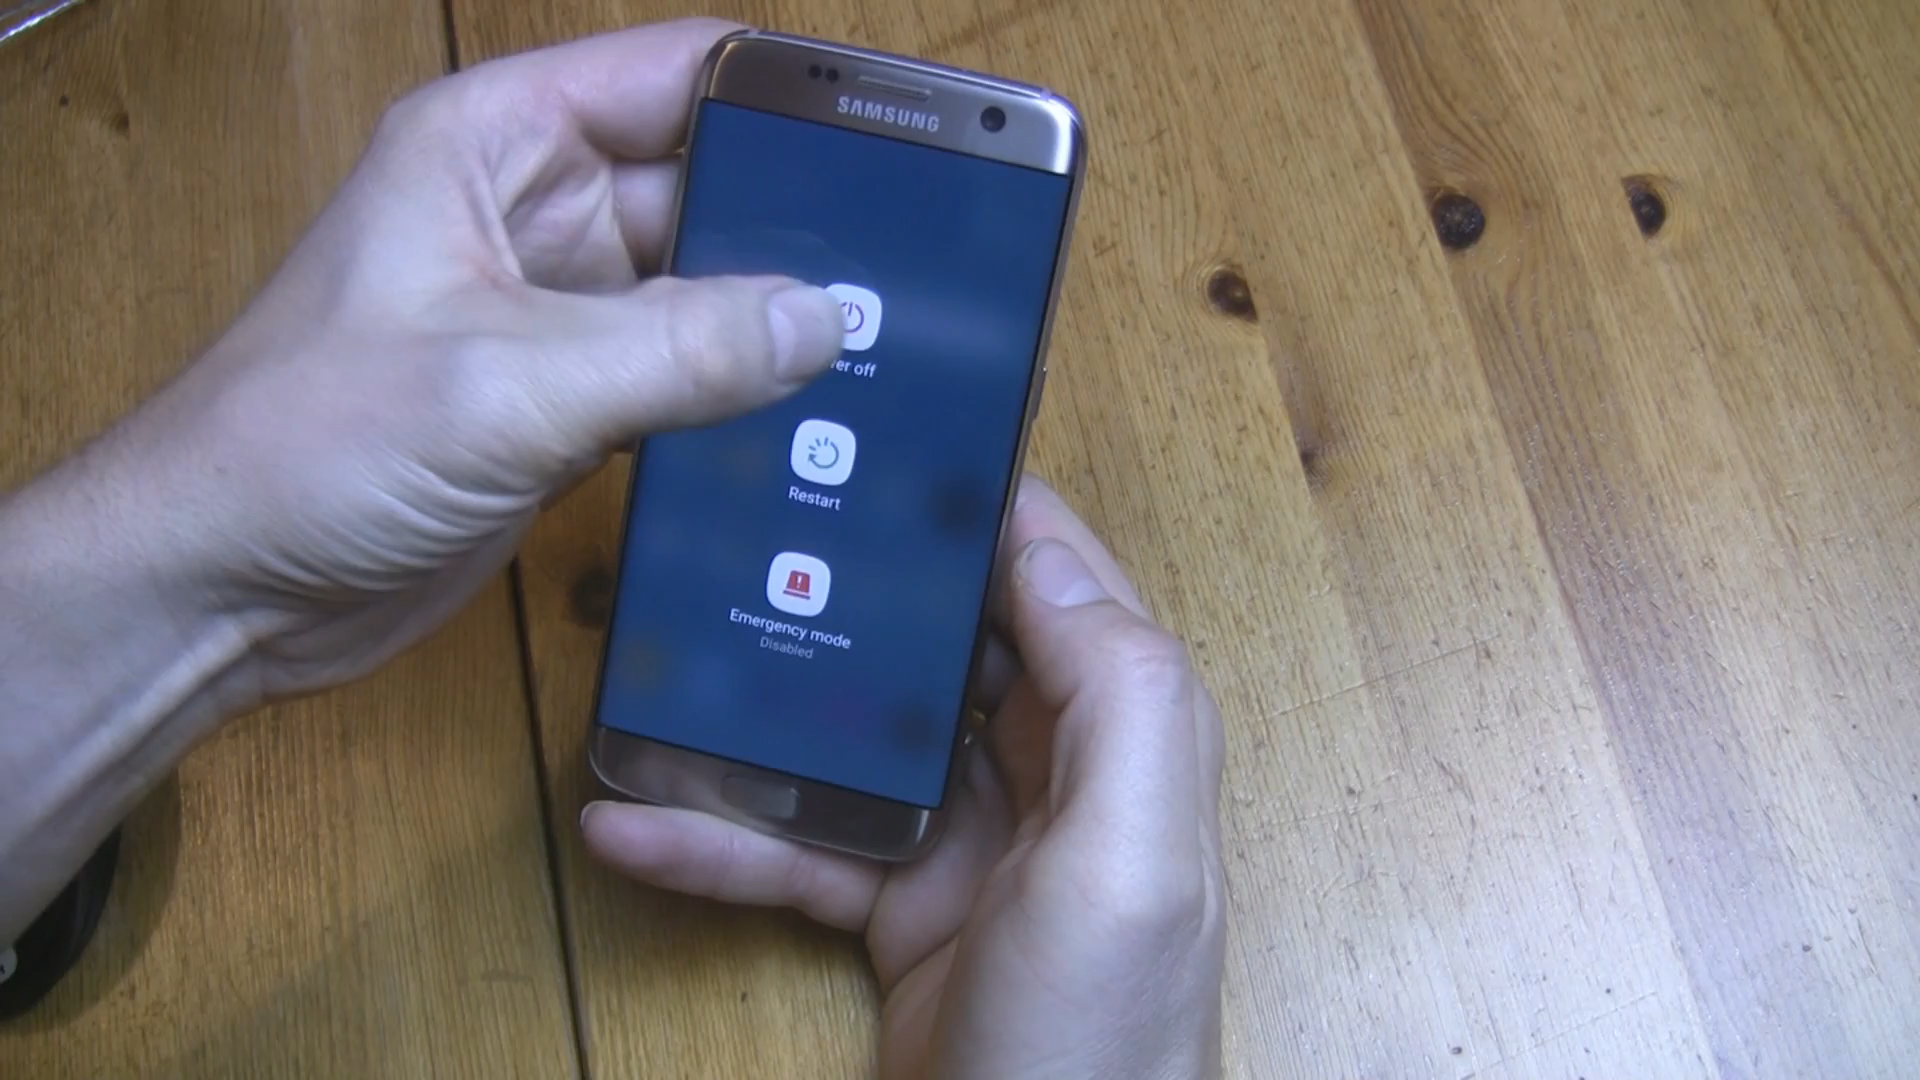 SAMSUNG
er off
Restart
Emergency mode
Disabled